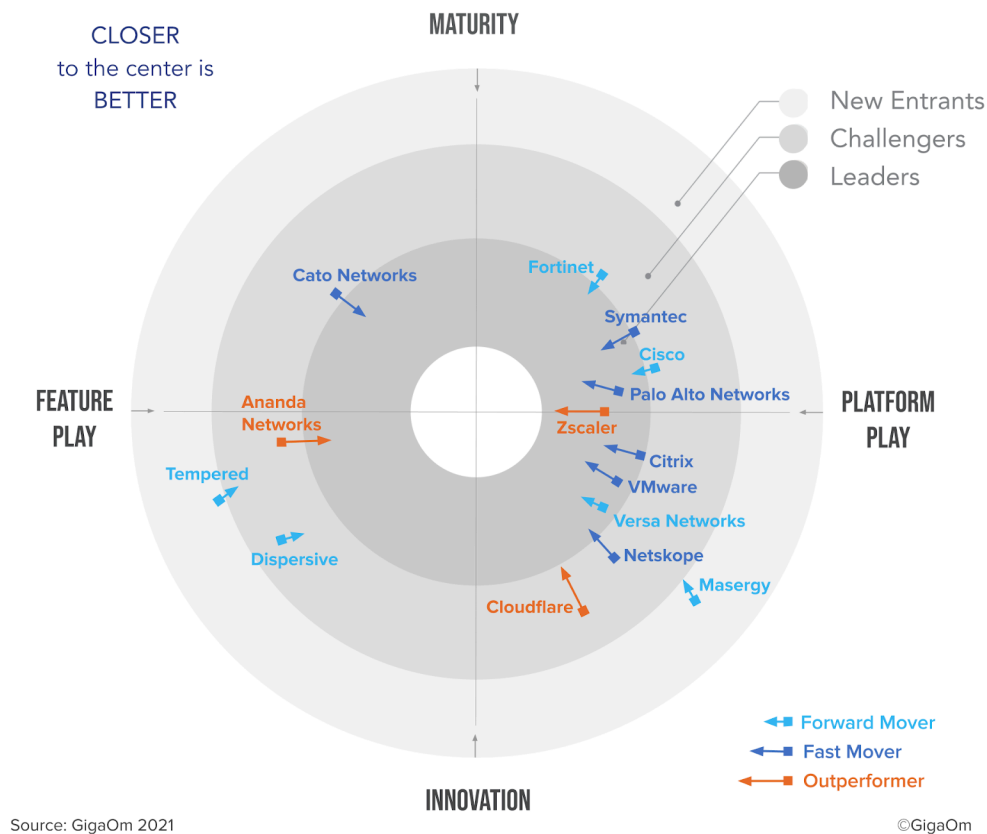 MATURITY
CLOSER
to the center is
BETTER
New Entrants
Challengers
Leaders
Cato Networks
Fortinet
Symantec
Cisco
Palo Alto Networks
FEATURE
PLAY
Ananda
Networks
Zscaler
PLATFORM
PLAY
Citrix
Tempered
VMware
Versa Networks
Dispersive
Netskope
Masergy
Cloudflare
Forward Mover
Fast Mover
Outperformer
INNOVATION
Source: GigaOm 2021
©GigaOm